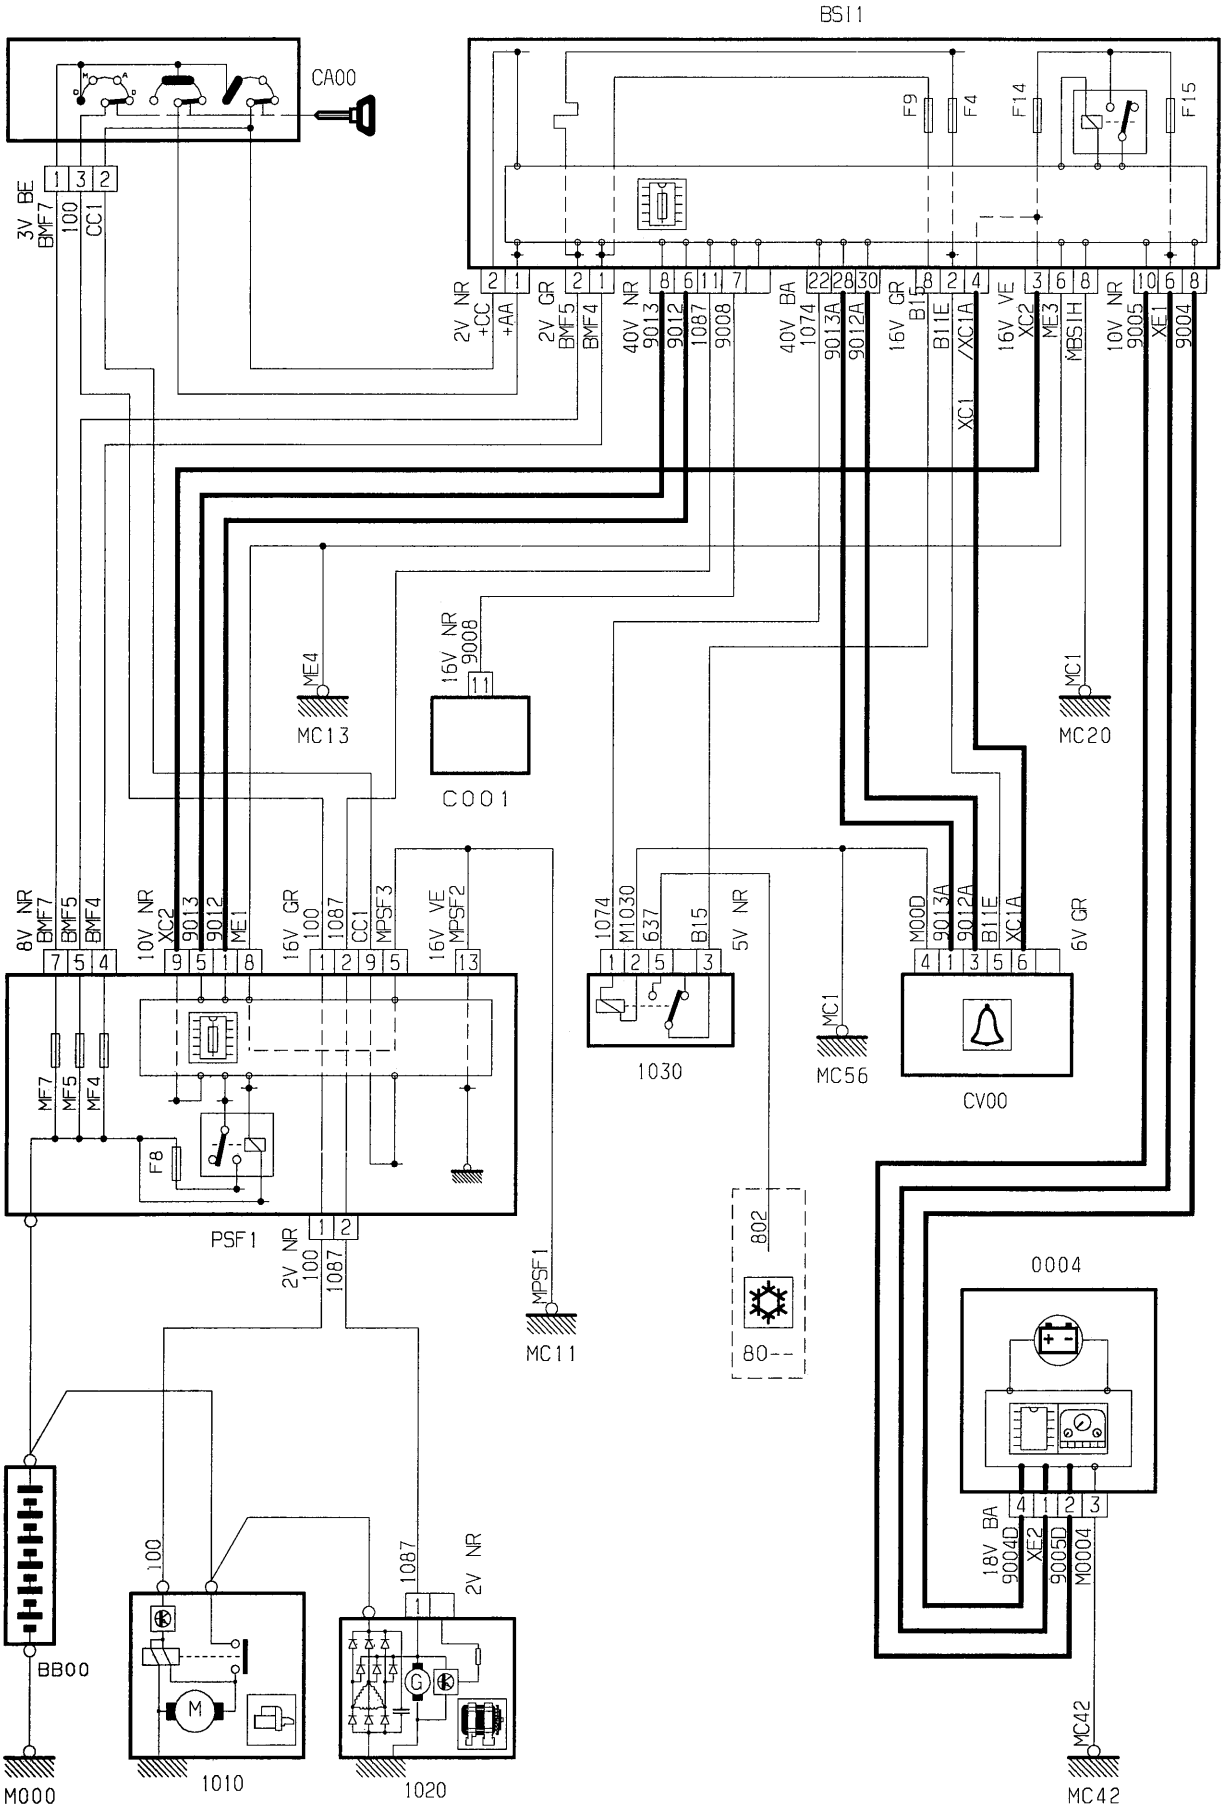 BSI1
CA00
M A
D D
F9
F4
F14
F15
1 3 2
3V BE
BMF7
100
CC1
2 1
2 1
8 6 11 7
22 28 30
8 2 4
3 6 8
10 6 8
2V NR
+CC
+AA
2V GR
BMF5
BMF4
40V NR
9013
9012
1087
9008
40V BA
1074
9013A
9012A
16V GR
B15
B11E
/XC1A
XC1
16V VE
XC2
ME3
MBSIH
10V NR
9005
XE1
9004
ME4
MC13
16V NR
9008
11
C001
MC1
MC20
8V NR
BMF7
BMF5
BMF4
10V NR
XC2
9013
9012
ME1
16V GR
100
1087
CC1
MPSF3
16V VE
MPSF2
7 5 4
9 5 1 8
1 2 9 5
13
1074
M1030
637
B15
5V NR
1 2 5 3
1030
MC1
MC56
M00D
9013A
9012A
B11E
XC1A
6V GR
4 1 3 5 6
CV00
MF7
MF5
MF4
F8
PSF1
1 2
2V NR
100
1087
MPSF1
MC11
802
80--
0004
+ -
4 1 2 3
18V BA
9004D
XE2
9005D
M0004
MC42
MC42
BB00
M000
100
M
1010
1087
1
2V NR
G
1020